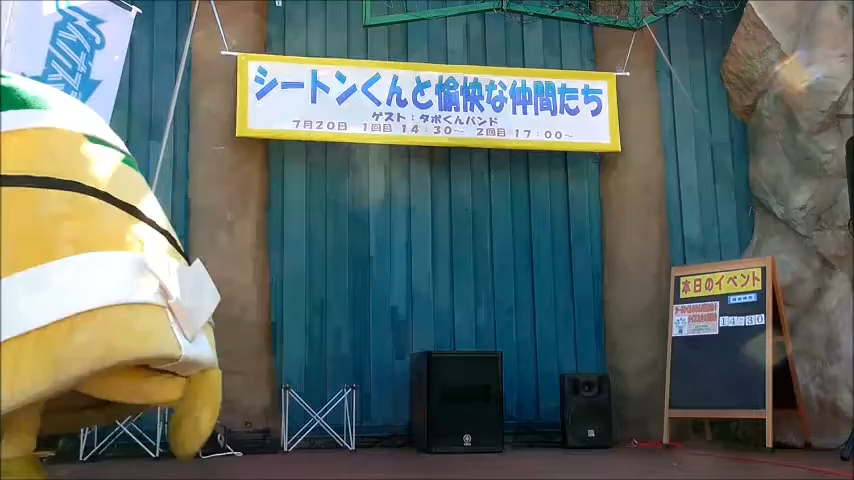 シートンくんと愉快な仲間たち
ゲスト:タボくんバンド
7月20日 1回目:14:30~ 2回目:17:00~
本日のイベント
14:30